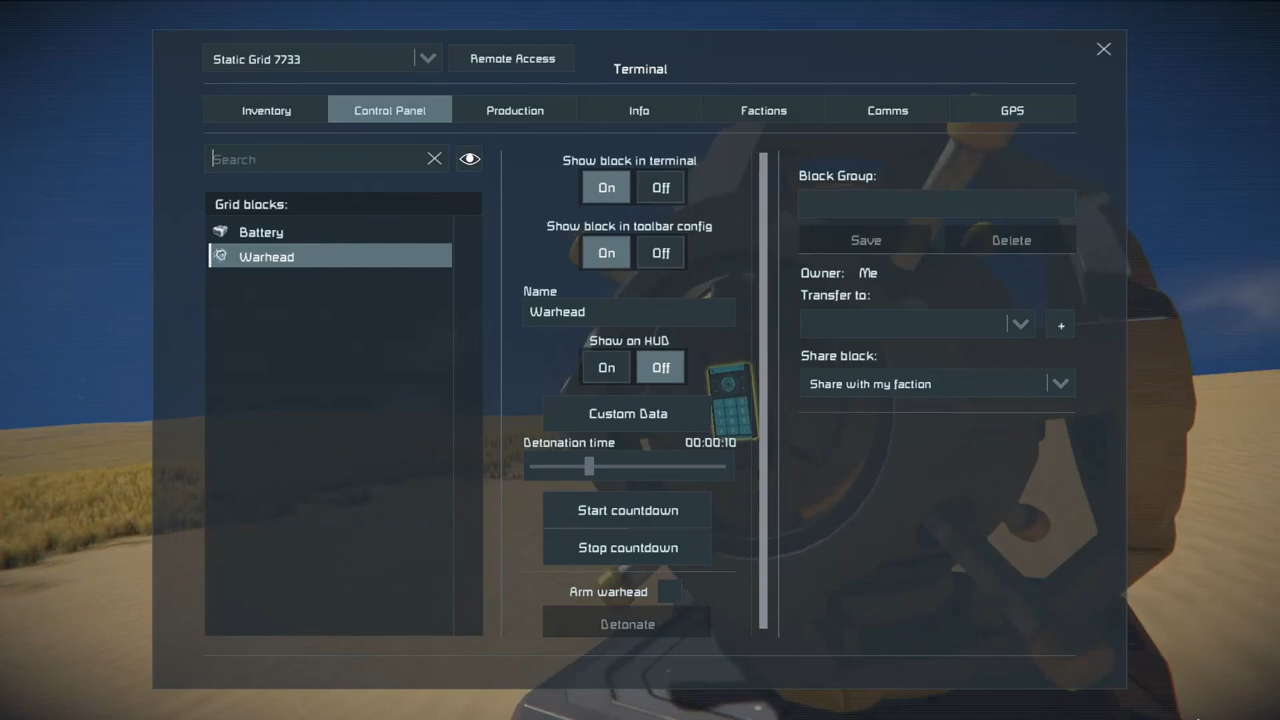 Static Grid 7733
Remote Access
Terminal
Inventory
Control Panel
Production
Info
Factions
Comms
GPS
Search
Grid blocks:
Battery
Warhead
Show block in terminal
On Off
Show block in toolbar config
On Off
Name
Warhead
Show on HUD
On Off
Custom Data
Detonation time 00:00:10
Start countdown
Stop countdown
Arm warhead
Detonate
Block Group:
Save Delete
Owner: Me
Transfer to:
+
Share block:
Share with my faction